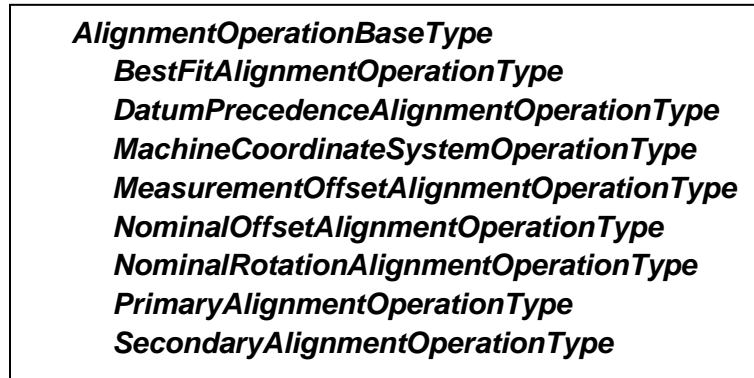 AlignmentOperationBaseType
BestFitAlignmentOperationType
DatumPrecedenceAlignmentOperationType
MachineCoordinateSystemOperationType
MeasurementOffsetAlignmentOperationType
NominalOffsetAlignmentOperationType
NominalRotationAlignmentOperationType
PrimaryAlignmentOperationType
SecondaryAlignmentOperationType